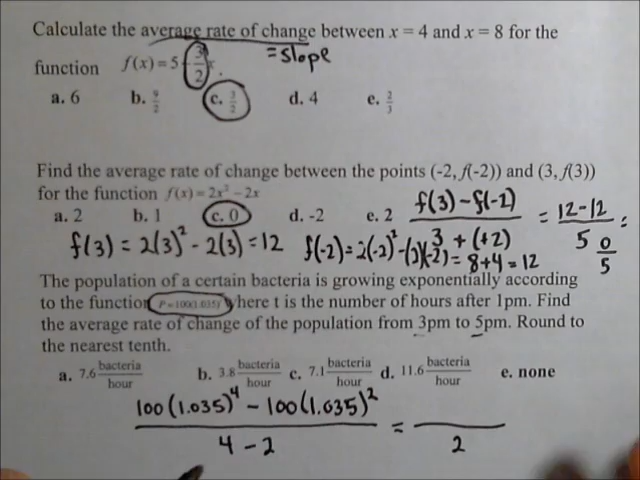 Calculate the average rate of change between x = 4 and x = 8 for the
= slope
function f(x) = 5 3/2 x
a. 6 b. 9/2 c. 3/2 d. 4 e. 2/3
Find the average rate of change between the points (-2, f(-2)) and (3, f(3))
for the function f(x) = 2x² - 2x
a. 2 b. 1 c. 0 d. -2 e. 2
f(3) - f(-2) / 3 + (+2) = 12 - 12 / 5 = 0/5
f(3) = 2(3)² - 2(3) = 12 f(-2) = 2(-2)² - (2)(-2) = 8 + 4 = 12
The population of a certain bacteria is growing exponentially according
to the function P = 100(1.035)ᵗ where t is the number of hours after 1pm. Find
the average rate of change of the population from 3pm to 5pm. Round to
the nearest tenth.
a. 7.6 bacteria/hour b. 3.8 bacteria/hour c. 7.1 bacteria/hour d. 11.6 bacteria/hour e. none
100(1.035)⁴ - 100(1.035)² / 4 - 2 = / 2